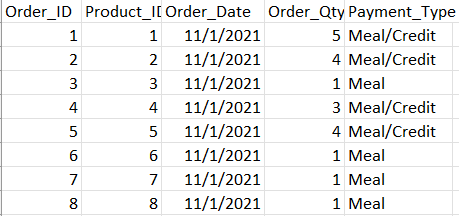 Order_ID Product_ID Order_Date Order_Qty Payment_Type
1 1 11/1/2021 5 Meal/Credit
2 2 11/1/2021 4 Meal/Credit
3 3 11/1/2021 1 Meal
4 4 11/1/2021 3 Meal/Credit
5 5 11/1/2021 4 Meal/Credit
6 6 11/1/2021 1 Meal
7 7 11/1/2021 1 Meal
8 8 11/1/2021 1 Meal